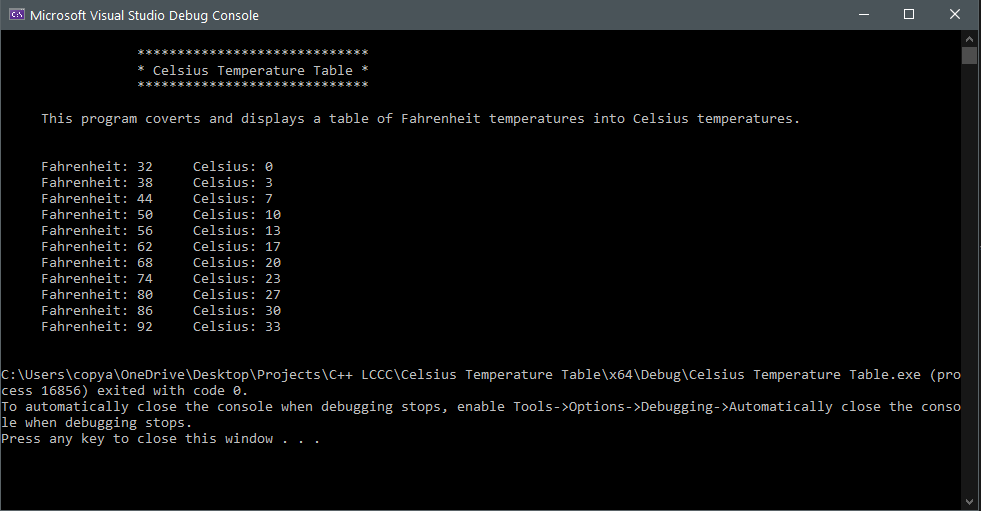 Microsoft Visual Studio Debug Console
*****************************
* Celsius Temperature Table *
*****************************
This program coverts and displays a table of Fahrenheit temperatures into Celsius temperatures.
Fahrenheit: 32     Celsius: 0
Fahrenheit: 38     Celsius: 3
Fahrenheit: 44     Celsius: 7
Fahrenheit: 50     Celsius: 10
Fahrenheit: 56     Celsius: 13
Fahrenheit: 62     Celsius: 17
Fahrenheit: 68     Celsius: 20
Fahrenheit: 74     Celsius: 23
Fahrenheit: 80     Celsius: 27
Fahrenheit: 86     Celsius: 30
Fahrenheit: 92     Celsius: 33
C:\Users\copya\OneDrive\Desktop\Projects\C++ LCCC\Celsius Temperature Table\x64\Debug\Celsius Temperature Table.exe (pro
cess 16856) exited with code 0.
To automatically close the console when debugging stops, enable Tools->Options->Debugging->Automatically close the conso
le when debugging stops.
Press any key to close this window . . .